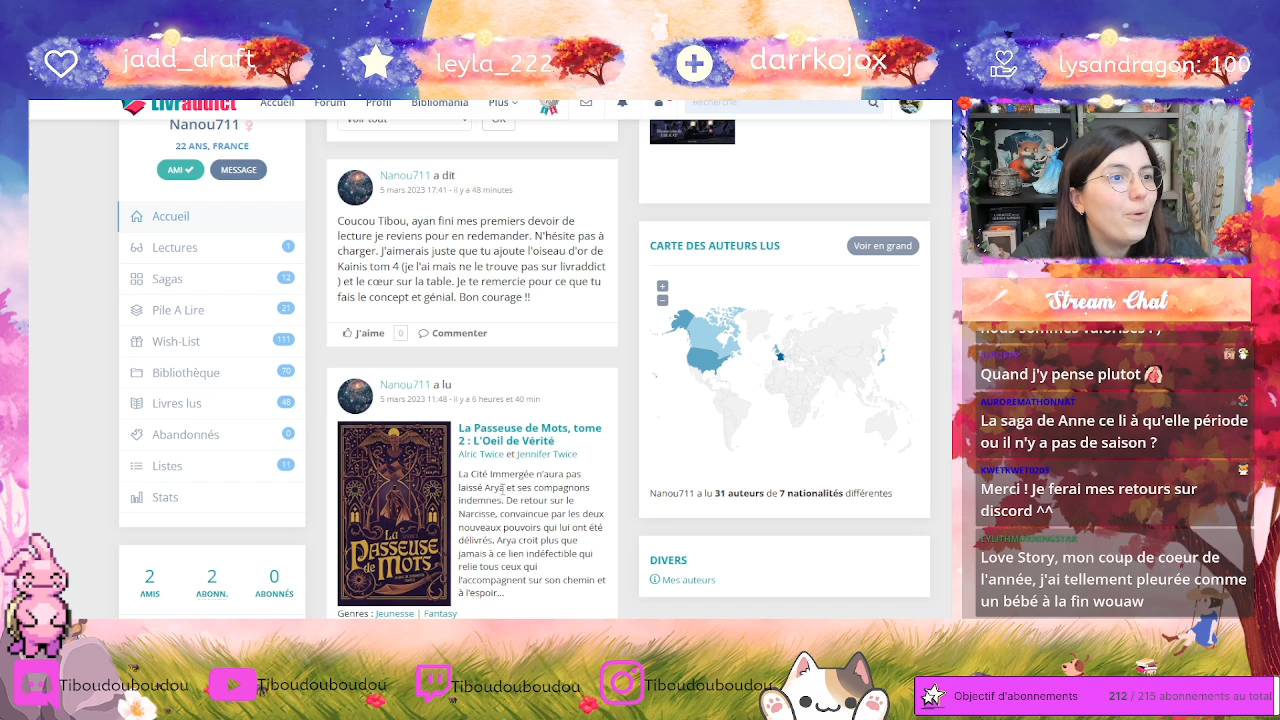 jadd_draft
leyla_222
darrkojox
lysandragon: 100
Livraddict
Accueil
Forum
Profil
Bibliomania
Plus
Recherche
Nanou711
22 ANS, FRANCE
AMI
MESSAGE
Accueil
Lectures 1
Sagas 12
Pile A Lire 21
Wish-List 111
Bibliothèque 70
Livres lus 48
Abandonnés 0
Listes 11
Stats
2 2 0
AMIS ABONN. ABONNÉS
Voir tout
OK
Nanou711 a dit
5 mars 2023 17:41 - il y a 48 minutes
Coucou Tibou, ayan fini mes premiers devoir de
lecture je reviens pour en redemander. N'hésite pas à
charger. J'aimerais juste que tu ajoute l'oiseau d'or de
Kainis tom 4 (je l'ai mais ne le trouve pas sur livraddict
) et le cœur sur la table. Je te remercie pour ce que tu
fais le concept et génial. Bon courage !!
J'aime 0 Commenter
Nanou711 a lu
5 mars 2023 11:48 - il y a 6 heures et 40 min
La Passeuse de Mots, tome
2 : L'Oeil de Vérité
Alric Twice et Jennifer Twice
La Cité Immergée n'aura pas
laissé Arya et ses compagnons
indemnes. De retour sur le
Narcisse, convaincue par les deux
nouveaux pouvoirs qui lui ont été
délivrés, Arya croit plus que
jamais à ce lien indéfectible qui
relie tous ceux qui
l'accompagnent sur son chemin et
à l'espoir...
La
PASSEUSE
de MOTS
Genres : Jeunesse | Fantasy
CARTE DES AUTEURS LUS
Voir en grand
+
−
Nanou711 a lu 31 auteurs de 7 nationalités différentes
DIVERS
Mes auteurs
Stream Chat
nous sommes valorisés ! ;)
Quand j'y pense plutot
AUROREMATHONNAT
La saga de Anne ce li à qu'elle période
ou il n'y a pas de saison ?
KWETKWET0203
Merci ! Je ferai mes retours sur
discord ^^
LYLITHMORNINGSTAR
Love Story, mon coup de coeur de
l'année, j'ai tellement pleurée comme
un bébé à la fin wouaw
Tiboudouboudou
Tiboudouboudou
Tiboudouboudou
Tiboudouboudou
Objectif d'abonnements
212 / 215 abonnements au total